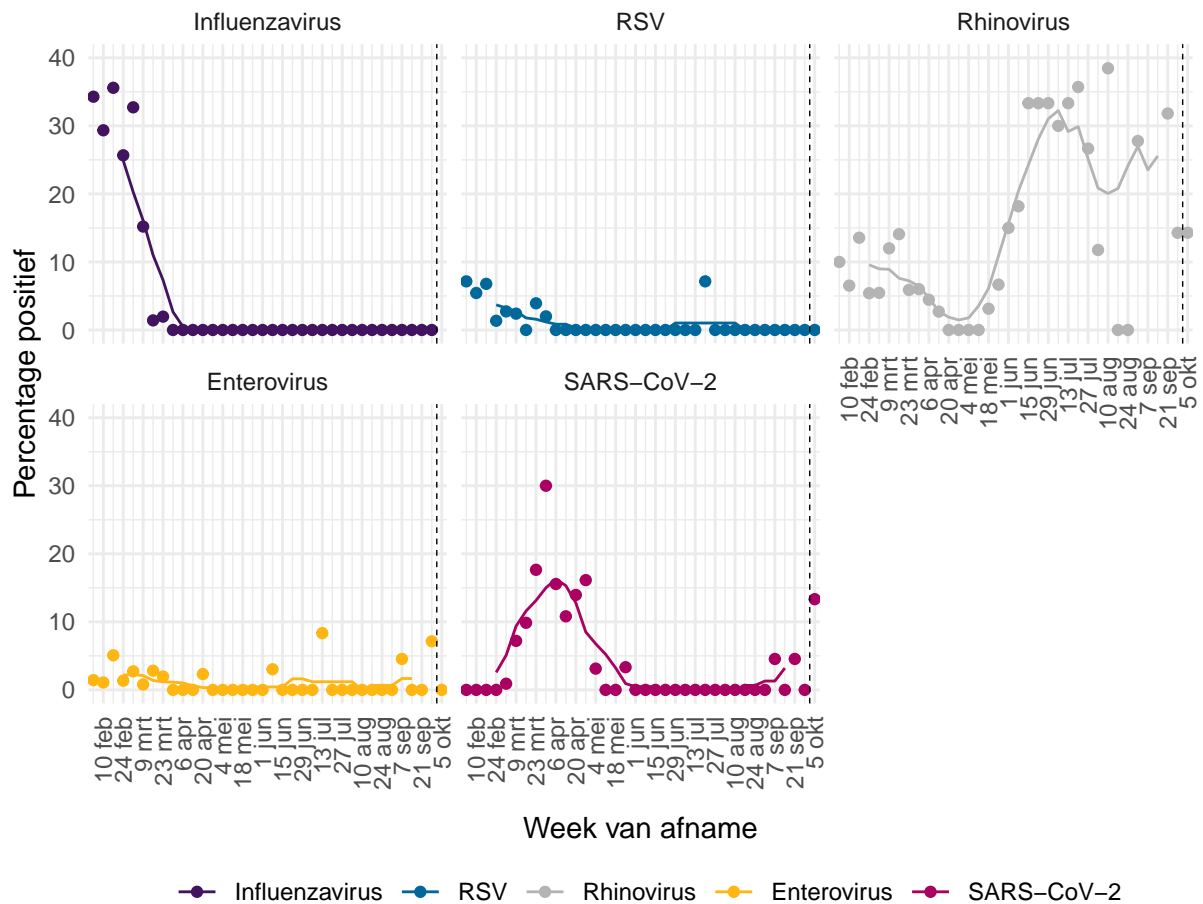 Influenzavirus
RSV
Rhinovirus
40
30
20
10
0
10 feb
24 feb
9 mrt
23 mrt
6 apr
20 apr
4 mei
18 mei
1 jun
15 jun
29 jun
13 jul
27 jul
10 aug
24 aug
7 sep
21 sep
5 okt
Enterovirus
SARS−CoV−2
40
30
20
10
0
10 feb
24 feb
9 mrt
23 mrt
6 apr
20 apr
4 mei
18 mei
1 jun
15 jun
29 jun
13 jul
27 jul
10 aug
24 aug
7 sep
21 sep
5 okt
10 feb
24 feb
9 mrt
23 mrt
6 apr
20 apr
4 mei
18 mei
1 jun
15 jun
29 jun
13 jul
27 jul
10 aug
24 aug
7 sep
21 sep
5 okt
Percentage positief
Week van afname
Influenzavirus
RSV
Rhinovirus
Enterovirus
SARS−CoV−2